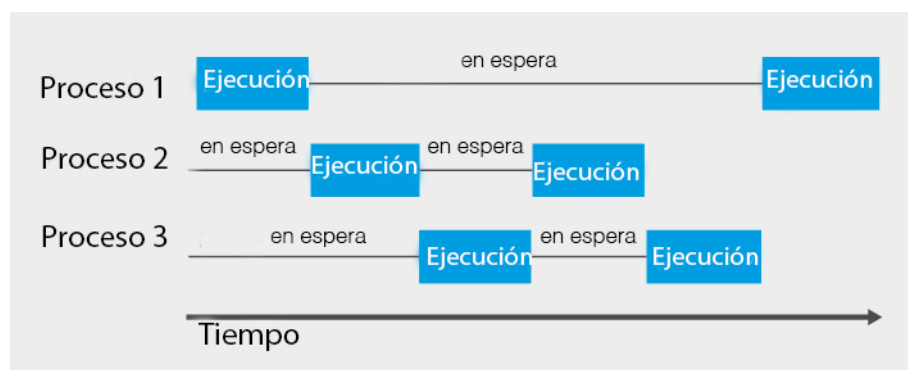 en espera
Proceso 1 Ejecución Ejecución
en espera en espera
Proceso 2 Ejecución Ejecución
Proceso 3 en espera en espera
Ejecución Ejecución
Tiempo